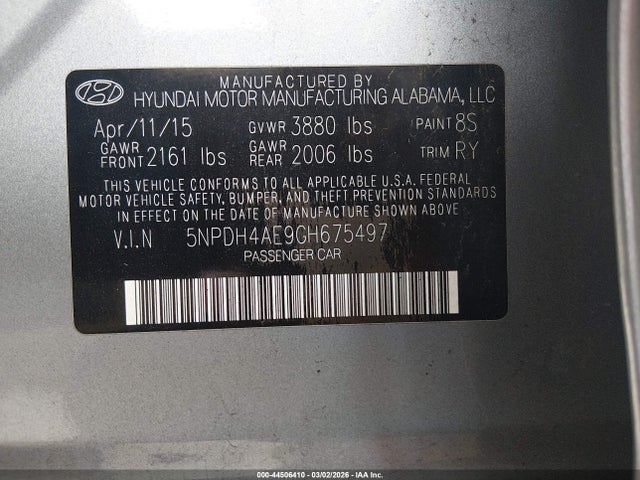 MANUFACTURED BY
HYUNDAI MOTOR MANUFACTURING ALABAMA, LLC
Apr/11/15 GVWR 3880 lbs PAINT 8S
GAWR FRONT 2161 lbs GAWR REAR 2006 lbs TRIM RY
THIS VEHICLE CONFORMS TO ALL APPLICABLE U.S.A. FEDERAL
MOTOR VEHICLE SAFETY, BUMPER, AND THEFT PREVENTION STANDARDS
IN EFFECT ON THE DATE OF MANUFACTURE SHOWN ABOVE.
V.I.N 5NPDH4AE9GH675497
PASSENGER CAR
000-44506410 | 03/02/2026 | IAA Inc.